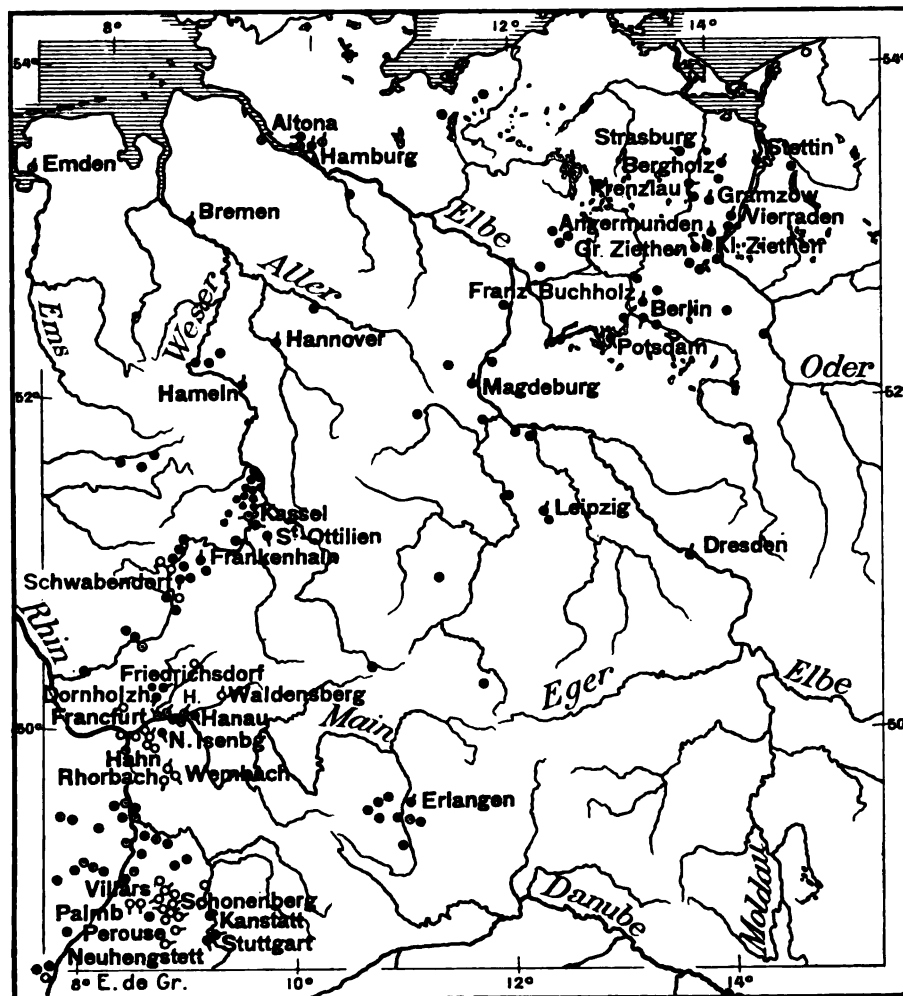 8° 4 12° 14°
54° 54°
Altona
Hamburg
Strasburg
Stettin
Emden
Bergholz
Prenzlau
Gramzow
Bremen
Elbe
Angermunden
Vierraden
Gr. Ziethen
Kl. Ziethen
Aller
Ems
Weser
Franz Buchholz
Berlin
Hannover
Potsdam
Oder
Hameln
Magdeburg
52° 52°
Kassel
Leipzig
St Ottilien
Frankenhain
Dresden
Schwabendorf
Rhin
Friedrichsdorf
Elbe
Dornholzh
H.
Waldensberg
Eger
Francfurt
Hanau
Main
50° 50°
N. Isenbg
Hahn
Rhorbach
Wembach
Erlangen
Moldau
Villars
Schonenberg
Danube
Palmb
Kanstatt
Perouse
Stuttgart
Neuhengstett
8° E. de Gr. 10° 12° 14°